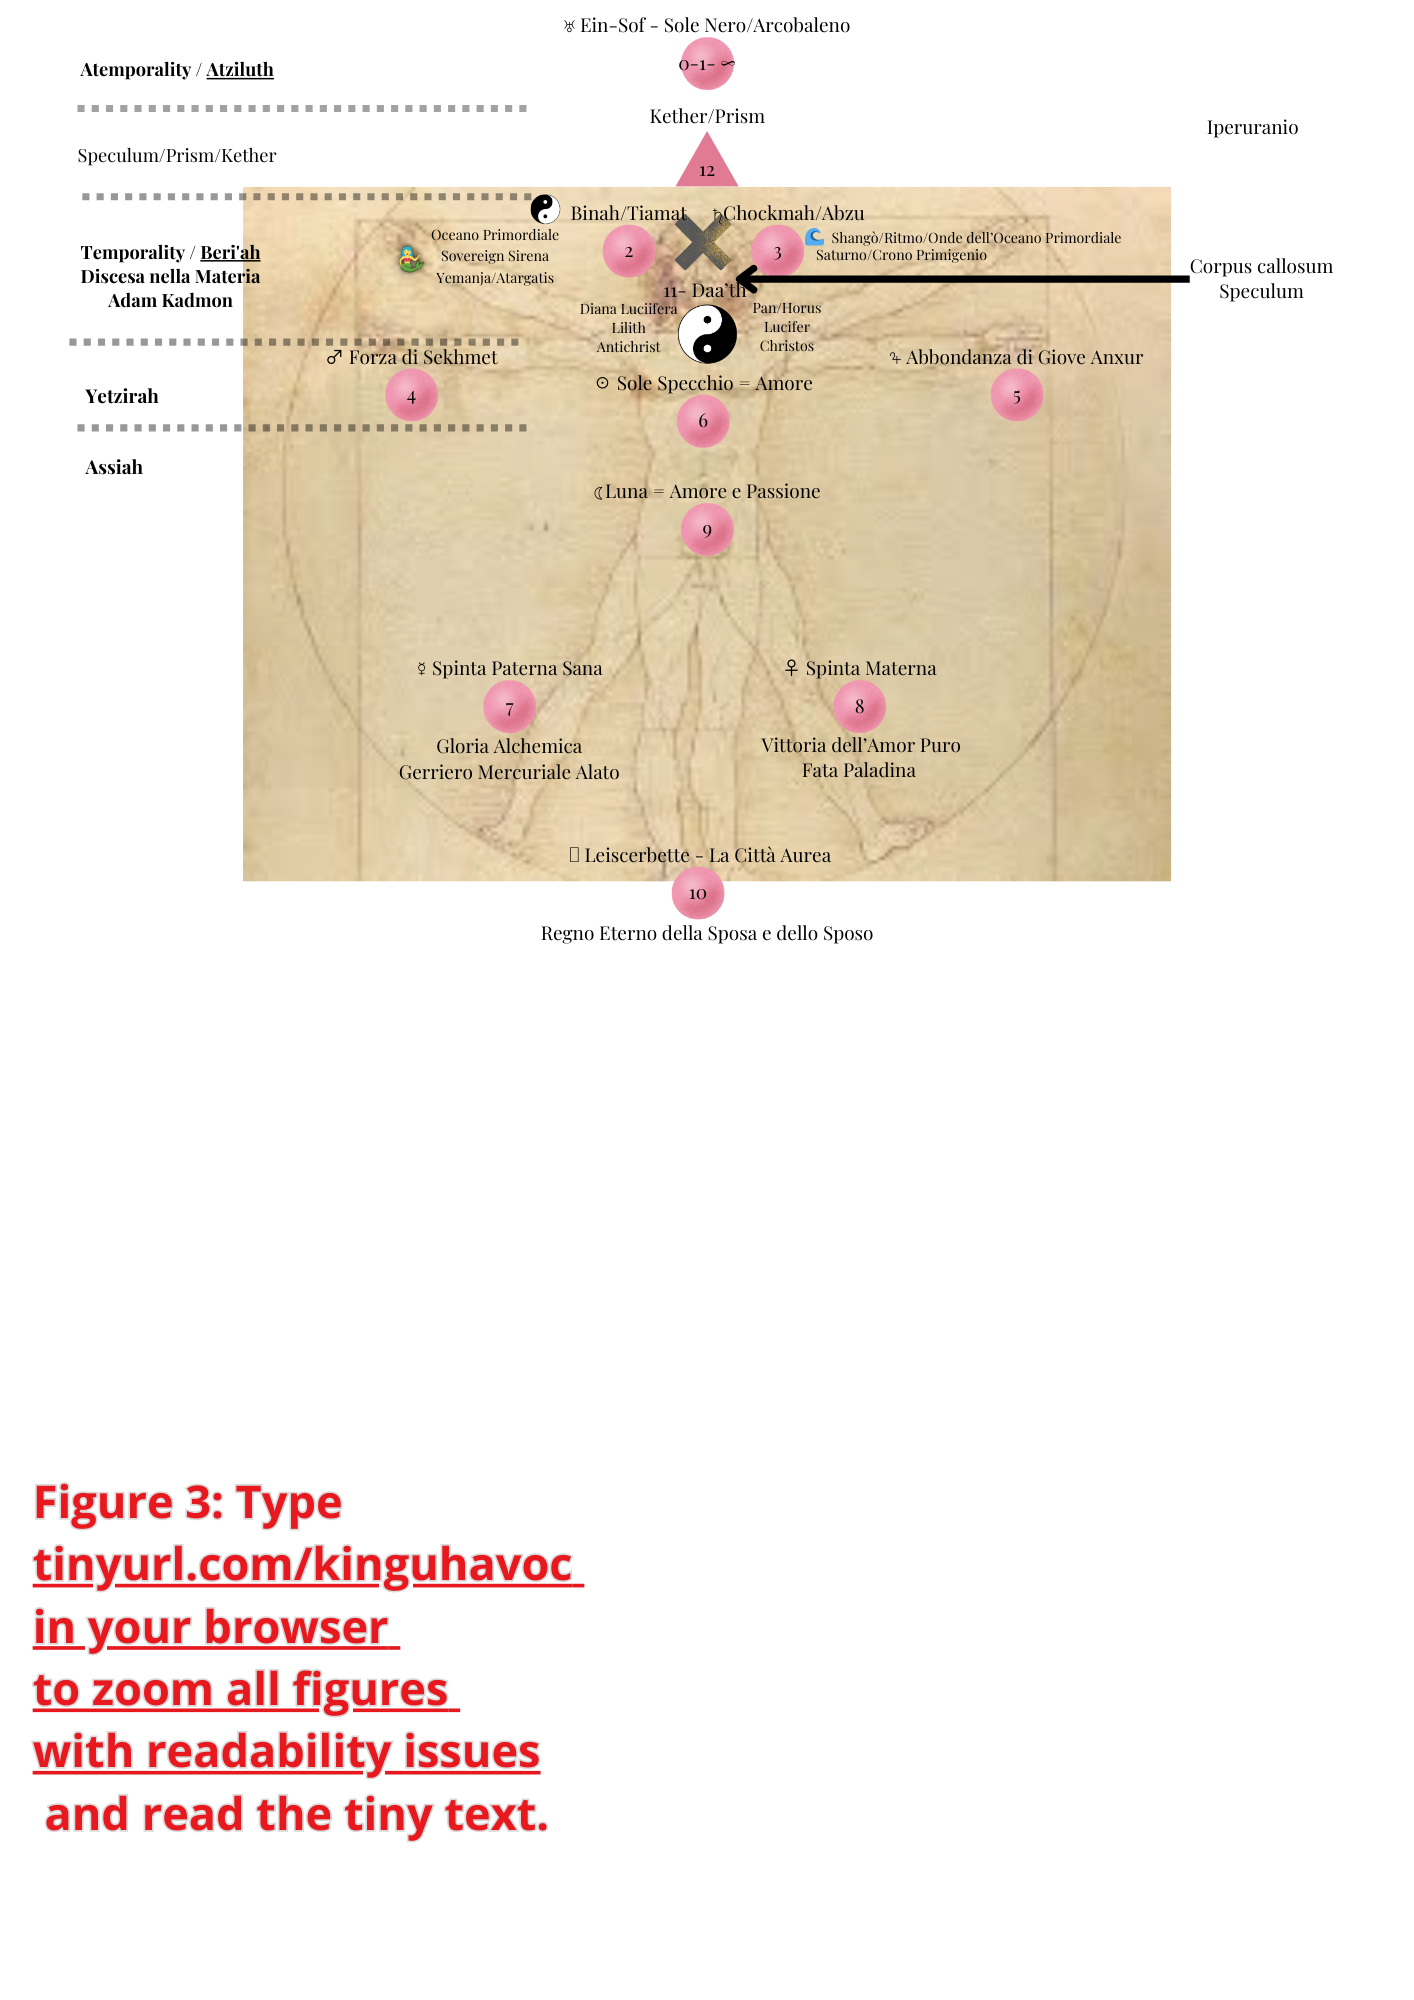 ♅ Ein-Sof - Sole Nero/Arcobaleno
0-1- ∽
Atemporality / Atziluth
Kether/Prism
12
Iperuranio
Speculum/Prism/Kether
Binah/Tiamat
♄Chockmah/Abzu
2
3
Oceano Primordiale
Sovereign Sirena
Yemanja/Atargatis
Shangò/Ritmo/Onde dell'Oceano Primordiale
Saturno/Crono Primigenio
Temporality / Beri'ah
Discesa nella Materia
Adam Kadmon
Corpus callosum
Speculum
11- Daa'th
Diana Luciifera
Lilith
Antichrist
Pan/Horus
Lucifer
Christos
♂ Forza di Sekhmet
4
☉ Sole Specchio = Amore
6
♃ Abbondanza di Giove Anxur
5
Yetzirah
Assiah
☾Luna = Amore e Passione
9
☿ Spinta Paterna Sana
7
Gloria Alchemica
Gerriero Mercuriale Alato
♀ Spinta Materna
8
Vittoria dell'Amor Puro
Fata Paladina
Leiscerbette - La Città Aurea
10
Regno Eterno della Sposa e dello Sposo
Figure 3: Type
tinyurl.com/kinguhavoc
in your browser
to zoom all figures
with readability issues
and read the tiny text.